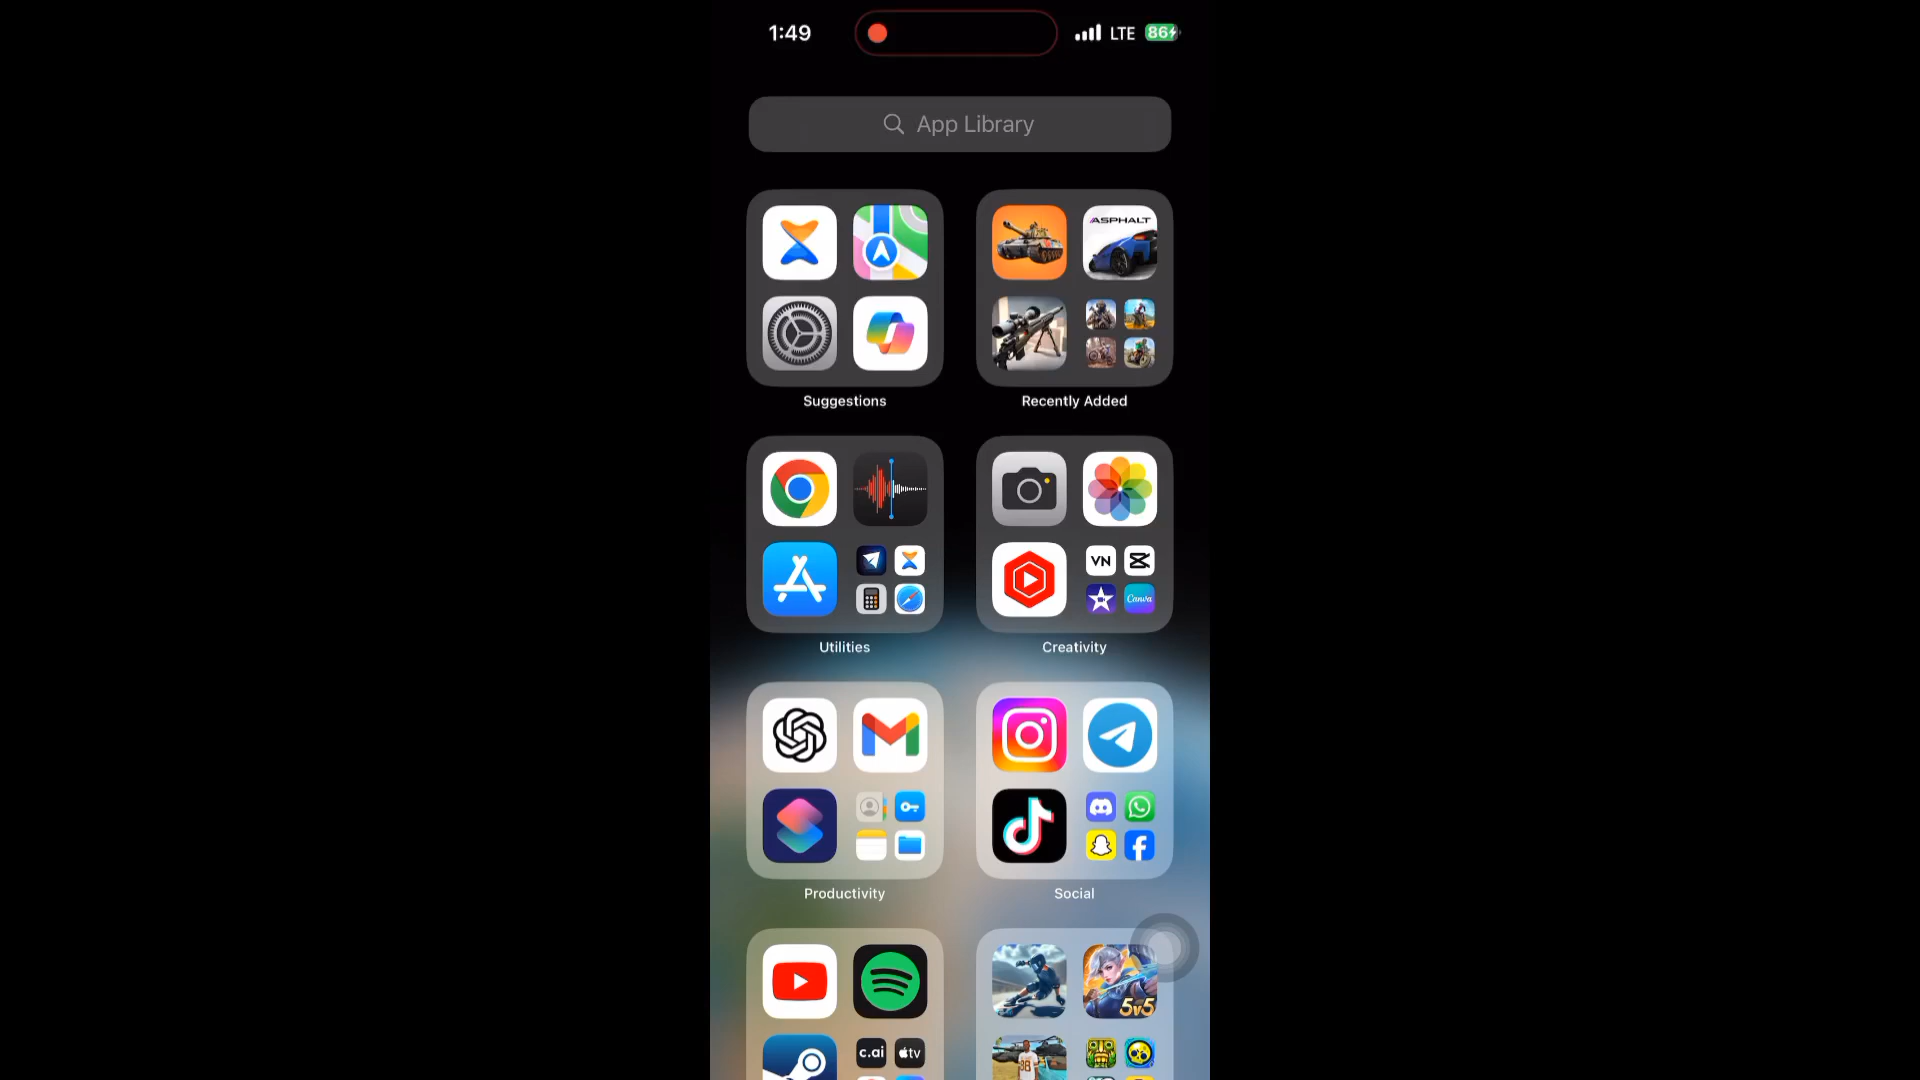 1:49
LTE
86
App Library
ASPHALT
Suggestions
Recently Added
Utilities
VN
Canva
Creativity
Productivity
Social
5v5
c.ai
tv
38